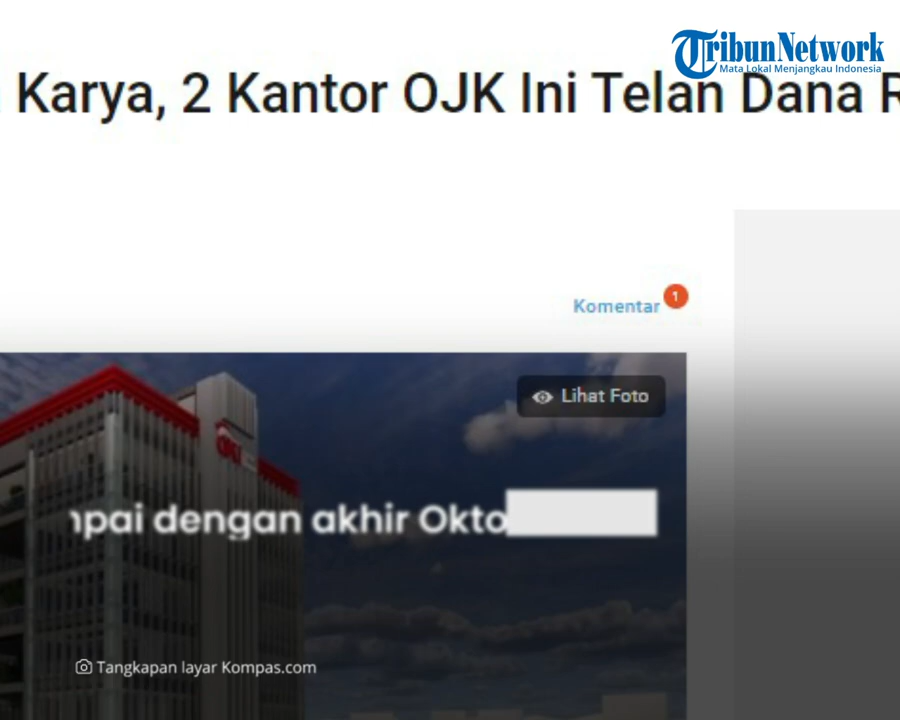 TribunNetwork
Mata Lokal Menjangkau Indonesia
Karya, 2 Kantor OJK Ini Telan Dana R
Komentar 1
Lihat Foto
mpai dengan akhir Okto
Tangkapan layar Kompas.com